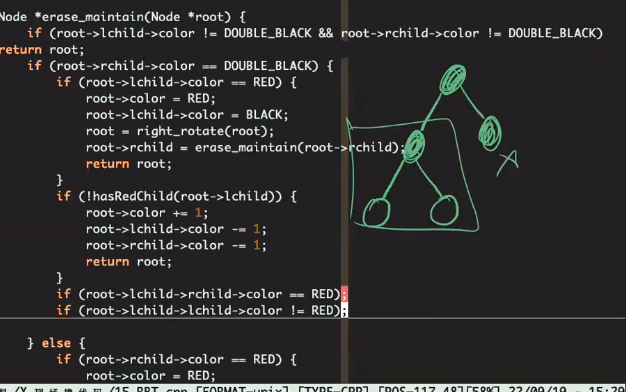 Node *erase_maintain(Node *root) {
    if (root->lchild->color != DOUBLE_BLACK && root->rchild->color != DOUBLE_BLACK)
return root;
    if (root->rchild->color == DOUBLE_BLACK) {
        if (root->lchild->color == RED) {
            root->color = RED;
            root->lchild->color = BLACK;
            root = right_rotate(root);
            root->rchild = erase_maintain(root->rchild);
            return root;
        }
        if (!hasRedChild(root->lchild)) {
            root->color += 1;
            root->lchild->color -= 1;
            root->rchild->color -= 1;
            return root;
        }
        if (root->lchild->rchild->color == RED);
        if (root->lchild->lchild->color != RED);
    } else {
        if (root->rchild->color == RED) {
            root->color = RED;
X
15.RBT.cpp [FORMAT=unix] [TYPE=CPP] [POS=117,48][58%] 22/09/19 - 15:28